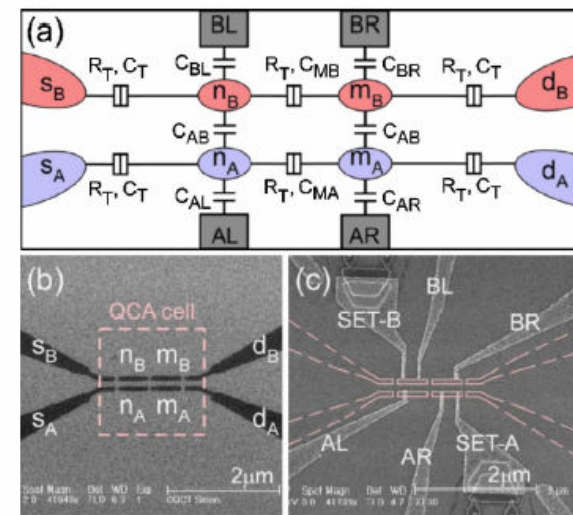 (a) BL BR
R_T, C_T C_BL R_T, C_MB C_BR R_T, C_T
s_B n_B m_B d_B
C_AB C_AB
s_A n_A m_A d_A
R_T, C_T C_AL R_T, C_MA C_AR R_T, C_T
AL AR
(b)
QCA cell
s_B n_B m_B d_B
s_A n_A m_A d_A
2μm
(c)
BL
SET-B
BR
AL
AR
SET-A
2μm